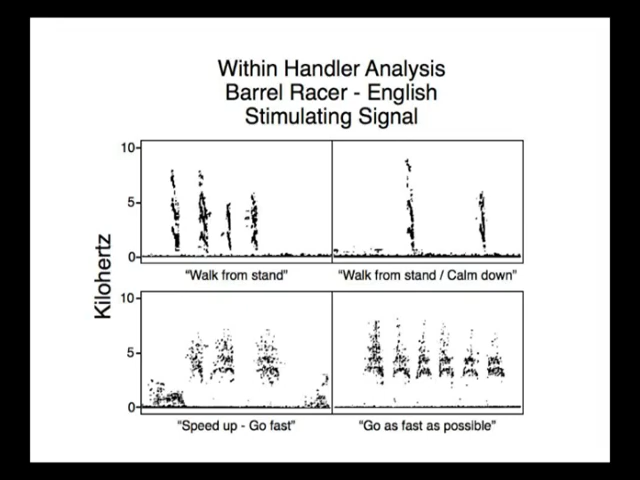 Within Handler Analysis
Barrel Racer - English
Stimulating Signal
Kilohertz
10
5
0
"Walk from stand"
"Walk from stand / Calm down"
10
5
0
"Speed up - Go fast"
"Go as fast as possible"